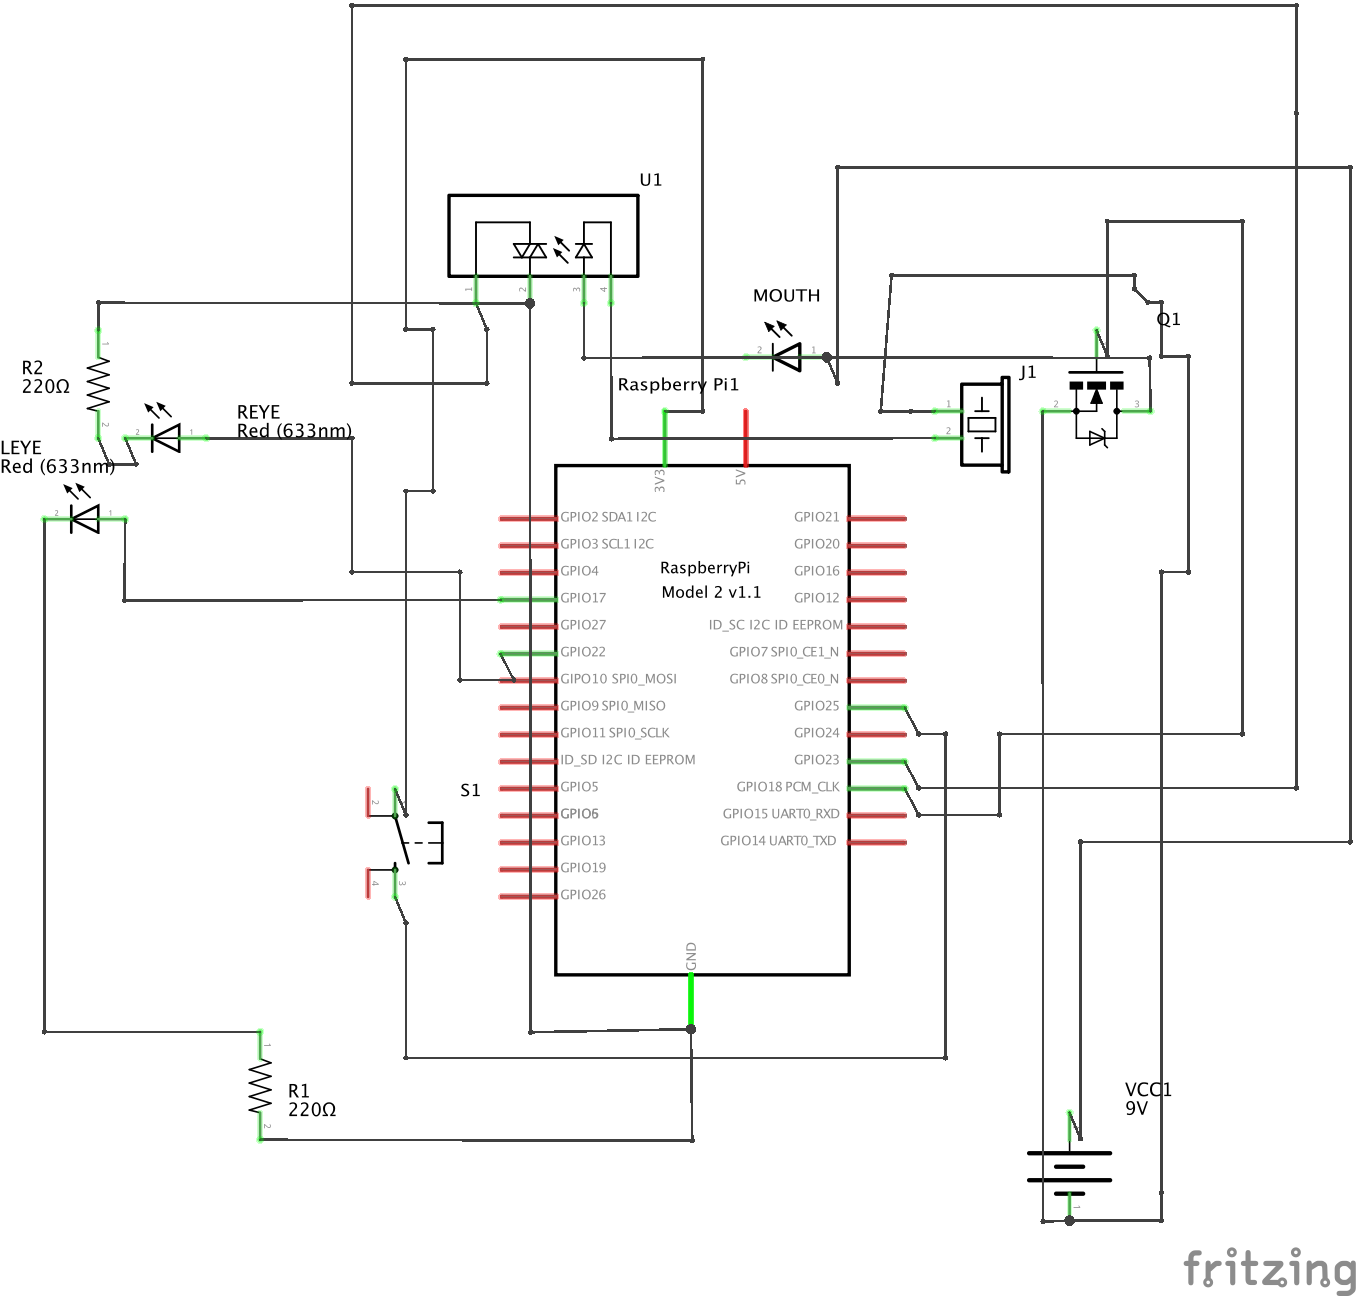 U1
1
2
3
4
MOUTH
2
1
Q1
2
3
J1
1
2
R2
220Ω
1
2
REYE
Red (633nm)
2
1
LEYE
Red (633nm)
2
1
Raspberry Pi1
3V3
5V
RaspberryPi
Model 2 v1.1
GPIO2 SDA1 I2C
GPIO3 SCL1 I2C
GPIO4
GPIO17
GPIO27
GPIO22
GIPO10 SPI0_MOSI
GPIO9 SPI0_MISO
GPIO11 SPI0_SCLK
ID_SD I2C ID EEPROM
GPIO5
GPIO6
GPIO13
GPIO19
GPIO26
GPIO21
GPIO20
GPIO16
GPIO12
ID_SC I2C ID EEPROM
GPIO7 SPI0_CE1_N
GPIO8 SPI0_CE0_N
GPIO25
GPIO24
GPIO23
GPIO18 PCM_CLK
GPIO15 UART0_RXD
GPIO14 UART0_TXD
GND
S1
2
4
3
R1
220Ω
1
2
VCC1
9V
1
fritzing